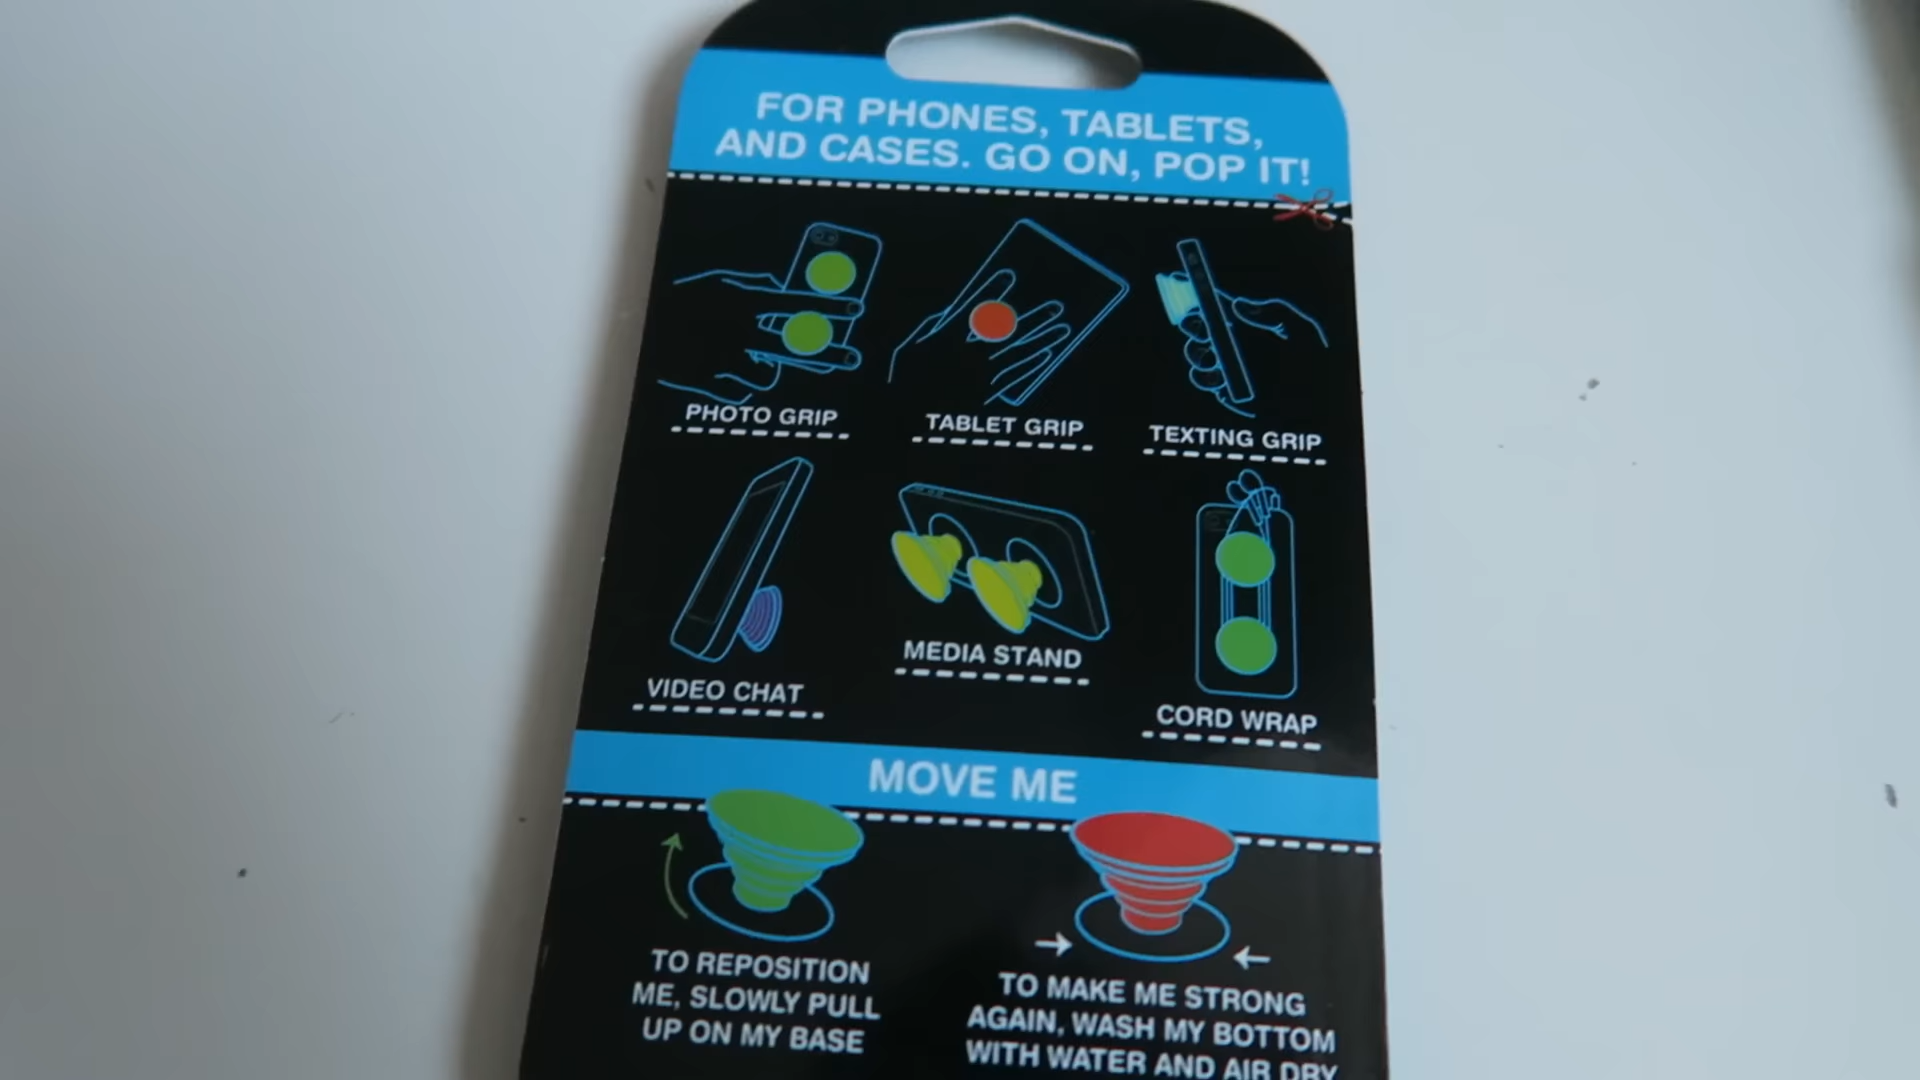 FOR PHONES, TABLETS,
AND CASES. GO ON, POP IT!
PHOTO GRIP
TABLET GRIP
TEXTING GRIP
VIDEO CHAT
MEDIA STAND
CORD WRAP
MOVE ME
TO REPOSITION
ME, SLOWLY PULL
UP ON MY BASE
TO MAKE ME STRONG
AGAIN, WASH MY BOTTOM
WITH WATER AND AIR DRY